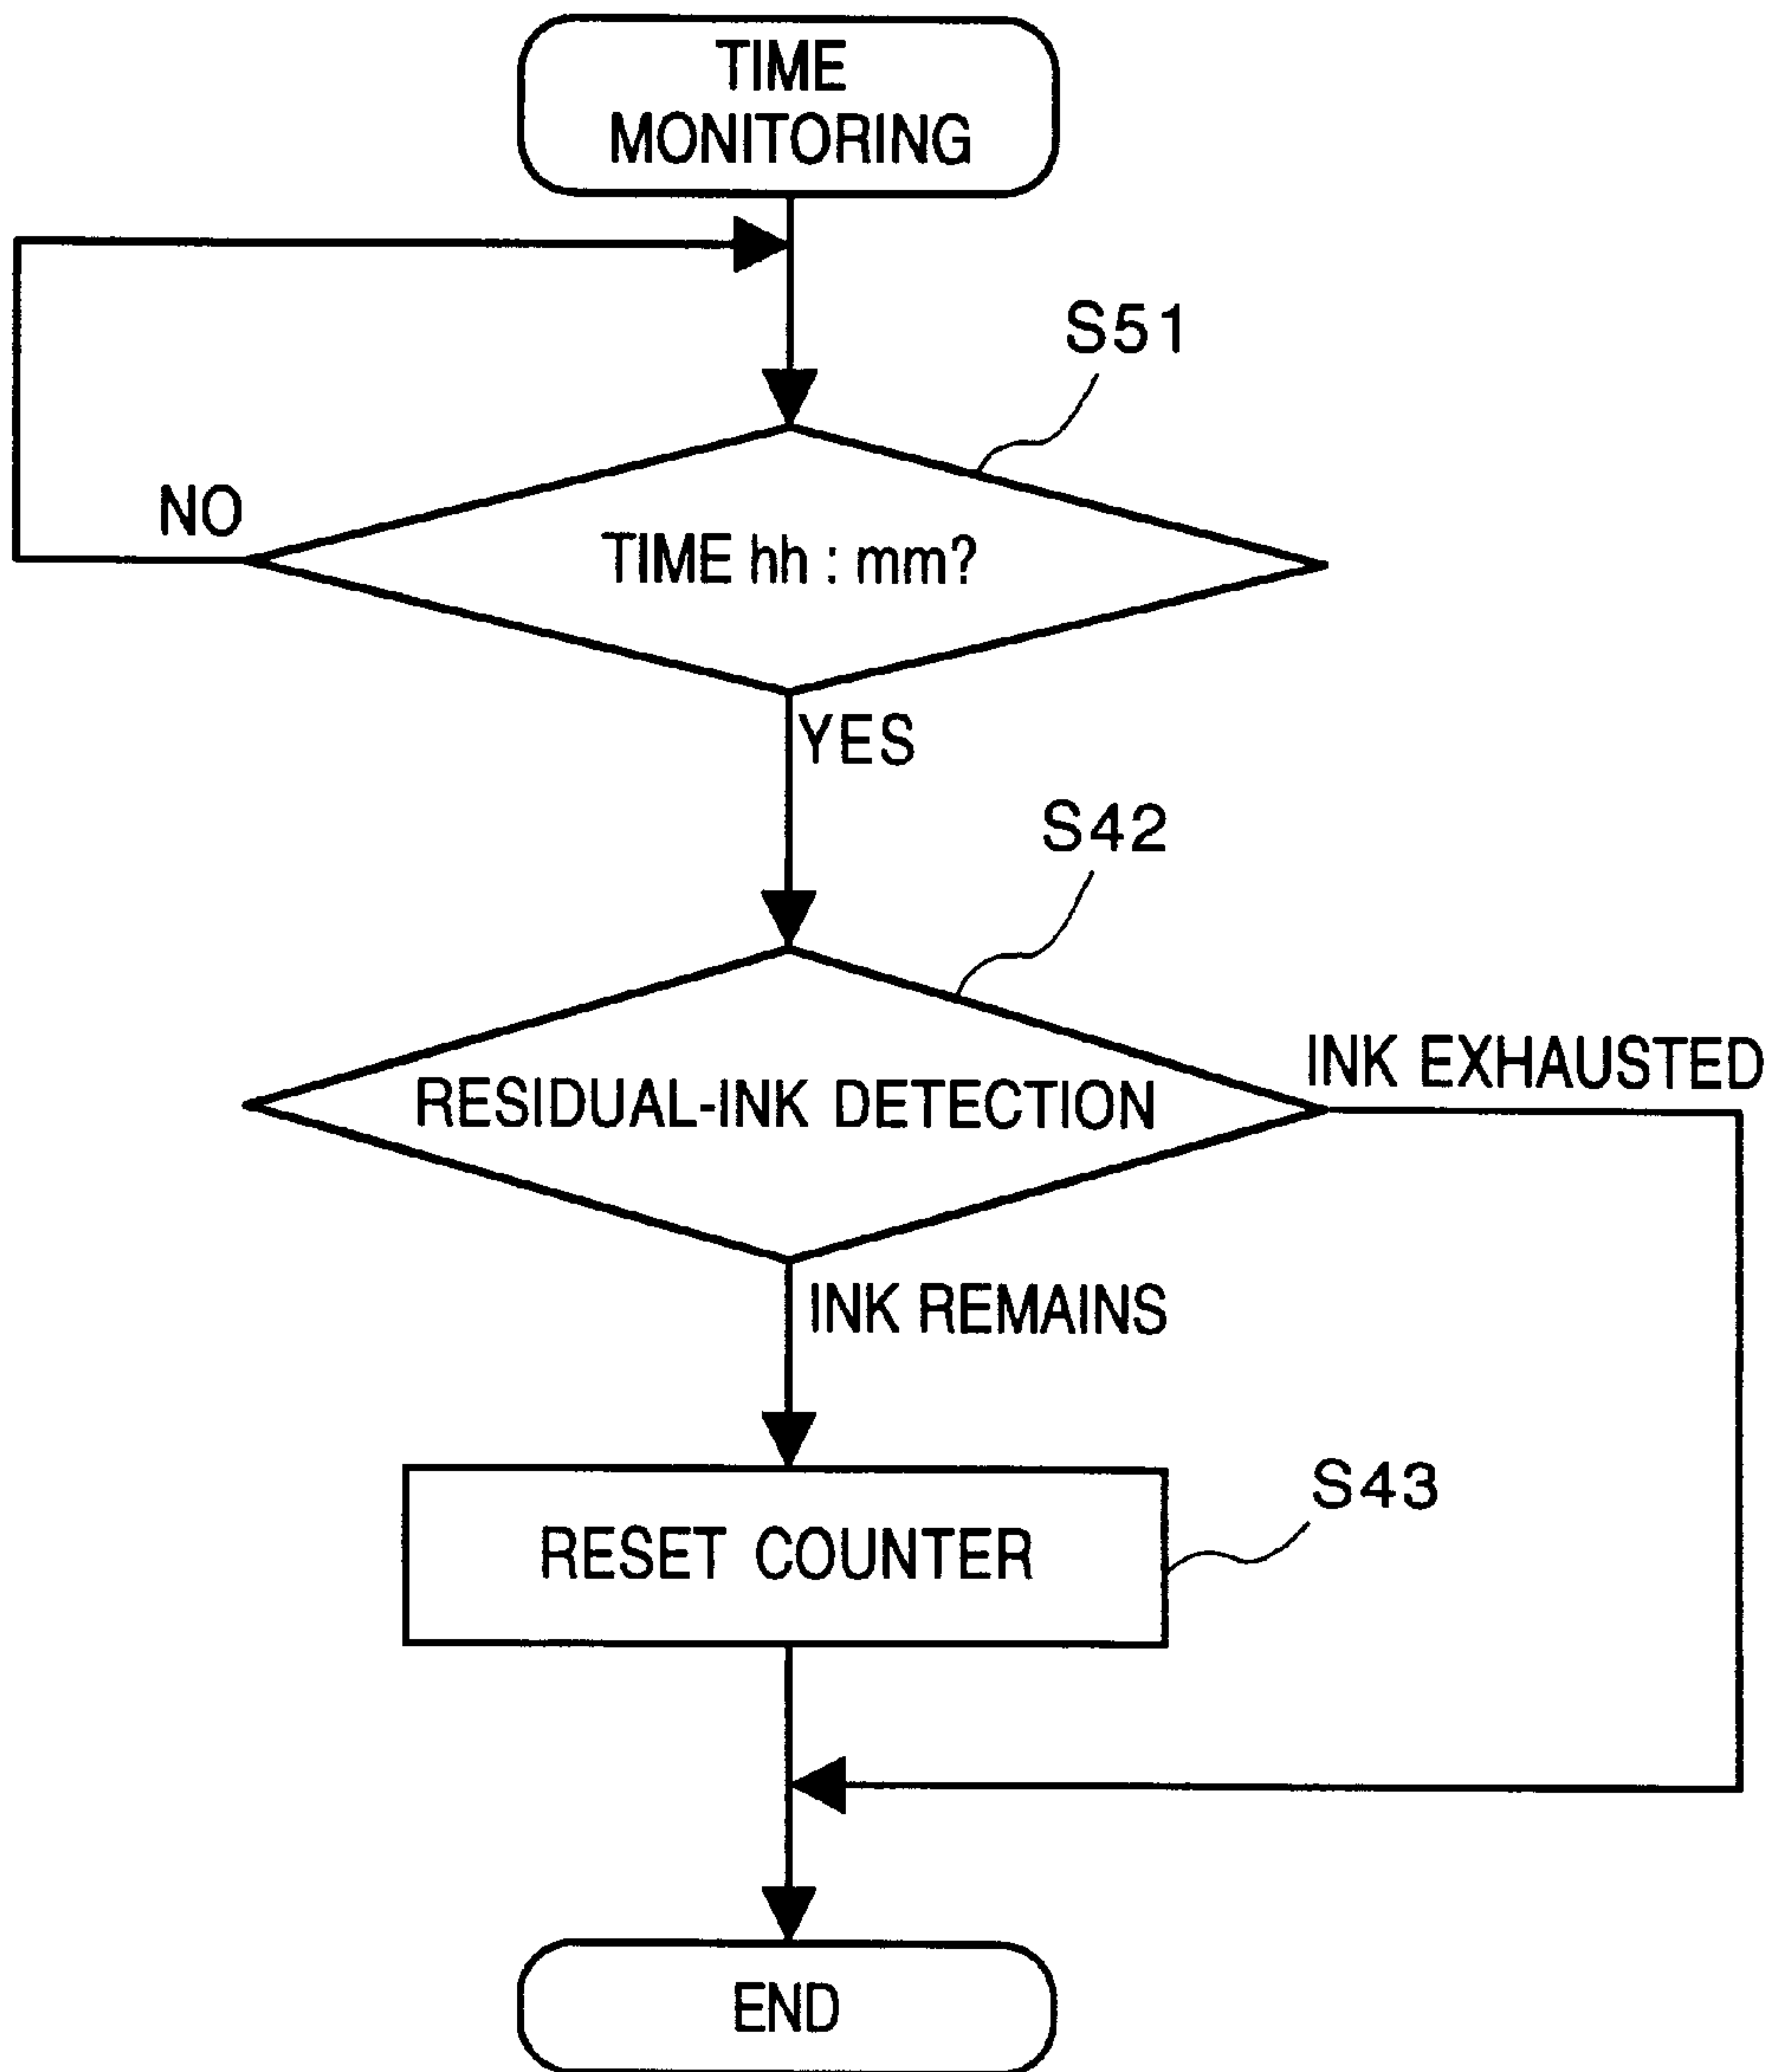 TIME
MONITORING
S51
NO
TIME hh : mm?
YES
S42
INK EXHAUSTED
RESIDUAL-INK DETECTION
INK REMAINS
S43
RESET COUNTER
END